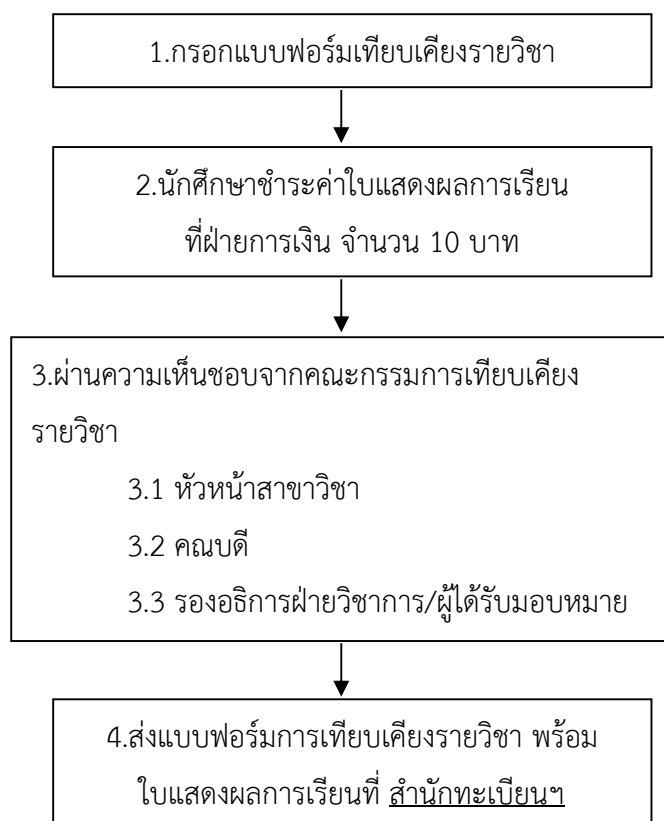 1.กรอกแบบฟอร์มเทียบเคียงรายวิชา
2.นักศึกษาชำระค่าใบแสดงผลการเรียน
ที่ฝ่ายการเงิน จำนวน 10 บาท
3.ผ่านความเห็นชอบจากคณะกรรมการเทียบเคียง
รายวิชา
3.1 หัวหน้าสาขาวิชา
3.2 คณบดี
3.3 รองอธิการฝ่ายวิชาการ/ผู้ได้รับมอบหมาย
4.ส่งแบบฟอร์มการเทียบเคียงรายวิชา พร้อม
ใบแสดงผลการเรียนที่ สำนักทะเบียนฯ